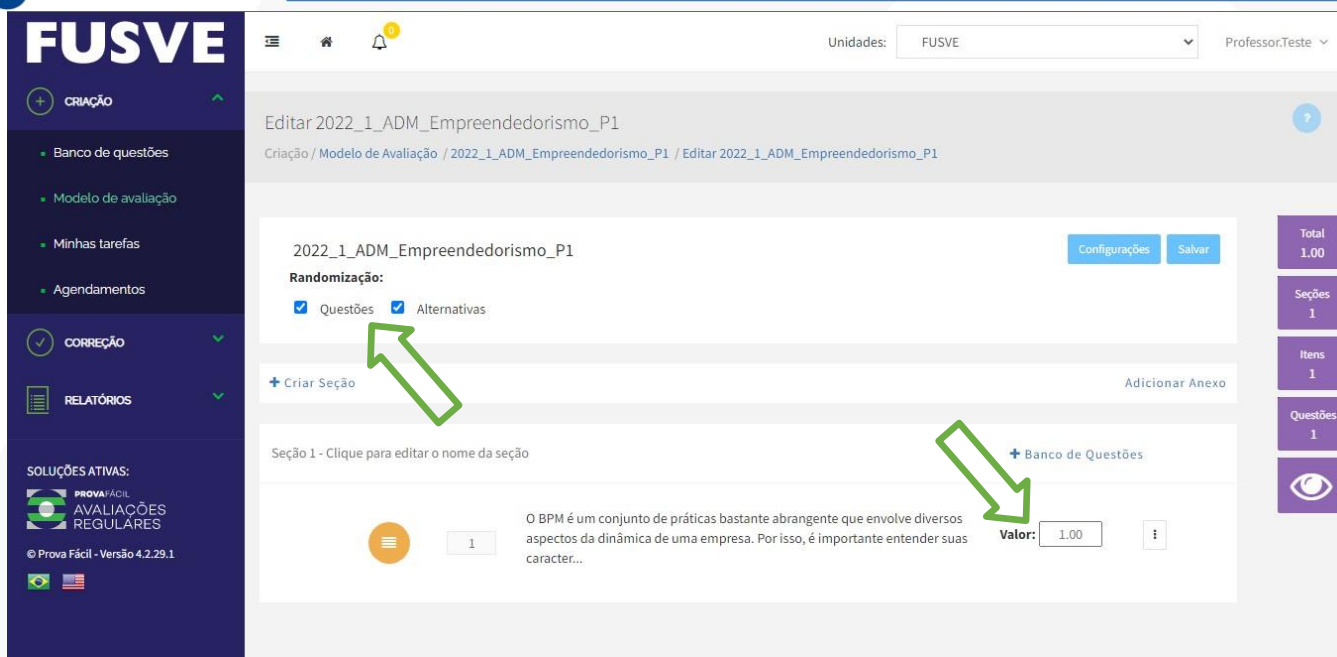 FUSVE
CRIAÇÃO
Banco de questões
Modelo de avaliação
Minhas tarefas
Agendamentos
CORREÇÃO
RELATÓRIOS
SOLUÇÕES ATIVAS:
PROVAFÁCIL
AVALIAÇÕES
REGULARES
© Prova Fácil - Versão 4.2.29.1
0
Unidades: FUSVE
Professor.Teste
Editar 2022_1_ADM_Empreendedorismo_P1
Criação / Modelo de Avaliação / 2022_1_ADM_Empreendedorismo_P1 / Editar 2022_1_ADM_Empreendedorismo_P1
?
2022_1_ADM_Empreendedorismo_P1
Configurações Salvar
Randomização:
Questões Alternativas
+ Criar Seção Adicionar Anexo
Seção 1 - Clique para editar o nome da seção + Banco de Questões
1
O BPM é um conjunto de práticas bastante abrangente que envolve diversos
aspectos da dinâmica de uma empresa. Por isso, é importante entender suas
caracter...
Valor: 1.00
Total
1.00
Seções
1
Itens
1
Questões
1